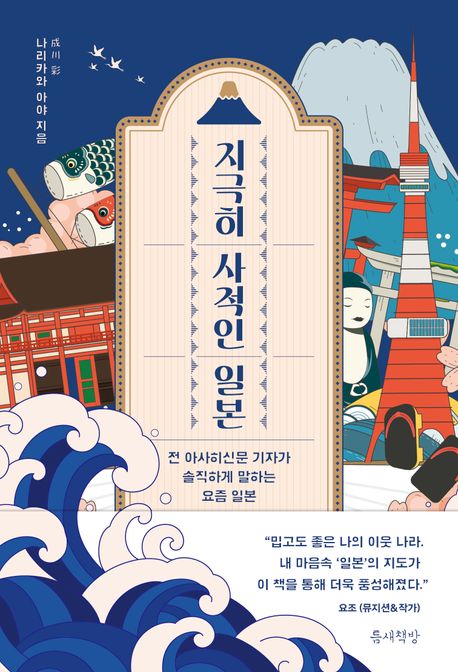 成川 彩
나리카와 아야 지음
지극히 사적인 일본
전 아사히신문 기자가
솔직하게 말하는
요즘 일본
“밉고도 좋은 나의 이웃 나라.
내 마음속 ‘일본’의 지도가
이 책을 통해 더욱 풍성해졌다.”
요조 (뮤지션&작가)
틈새책방